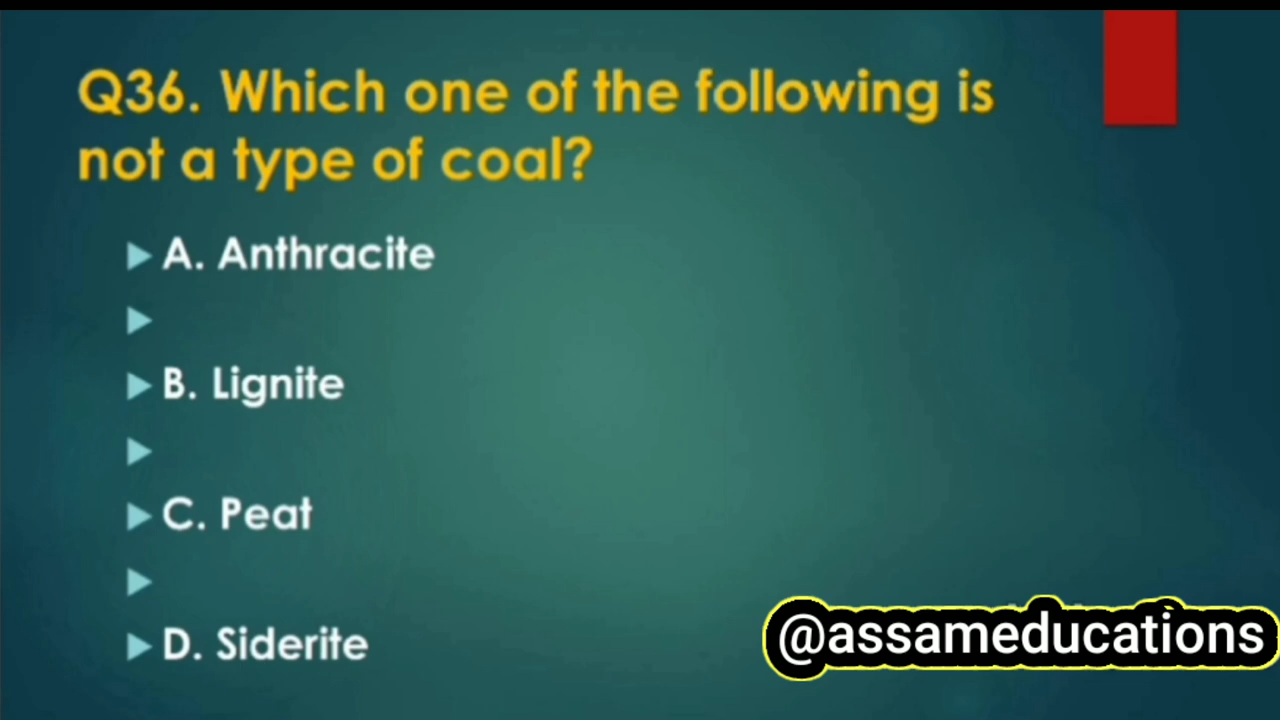 Q36. Which one of the following is
not a type of coal?
A. Anthracite
B. Lignite
C. Peat
D. Siderite
@assameducations